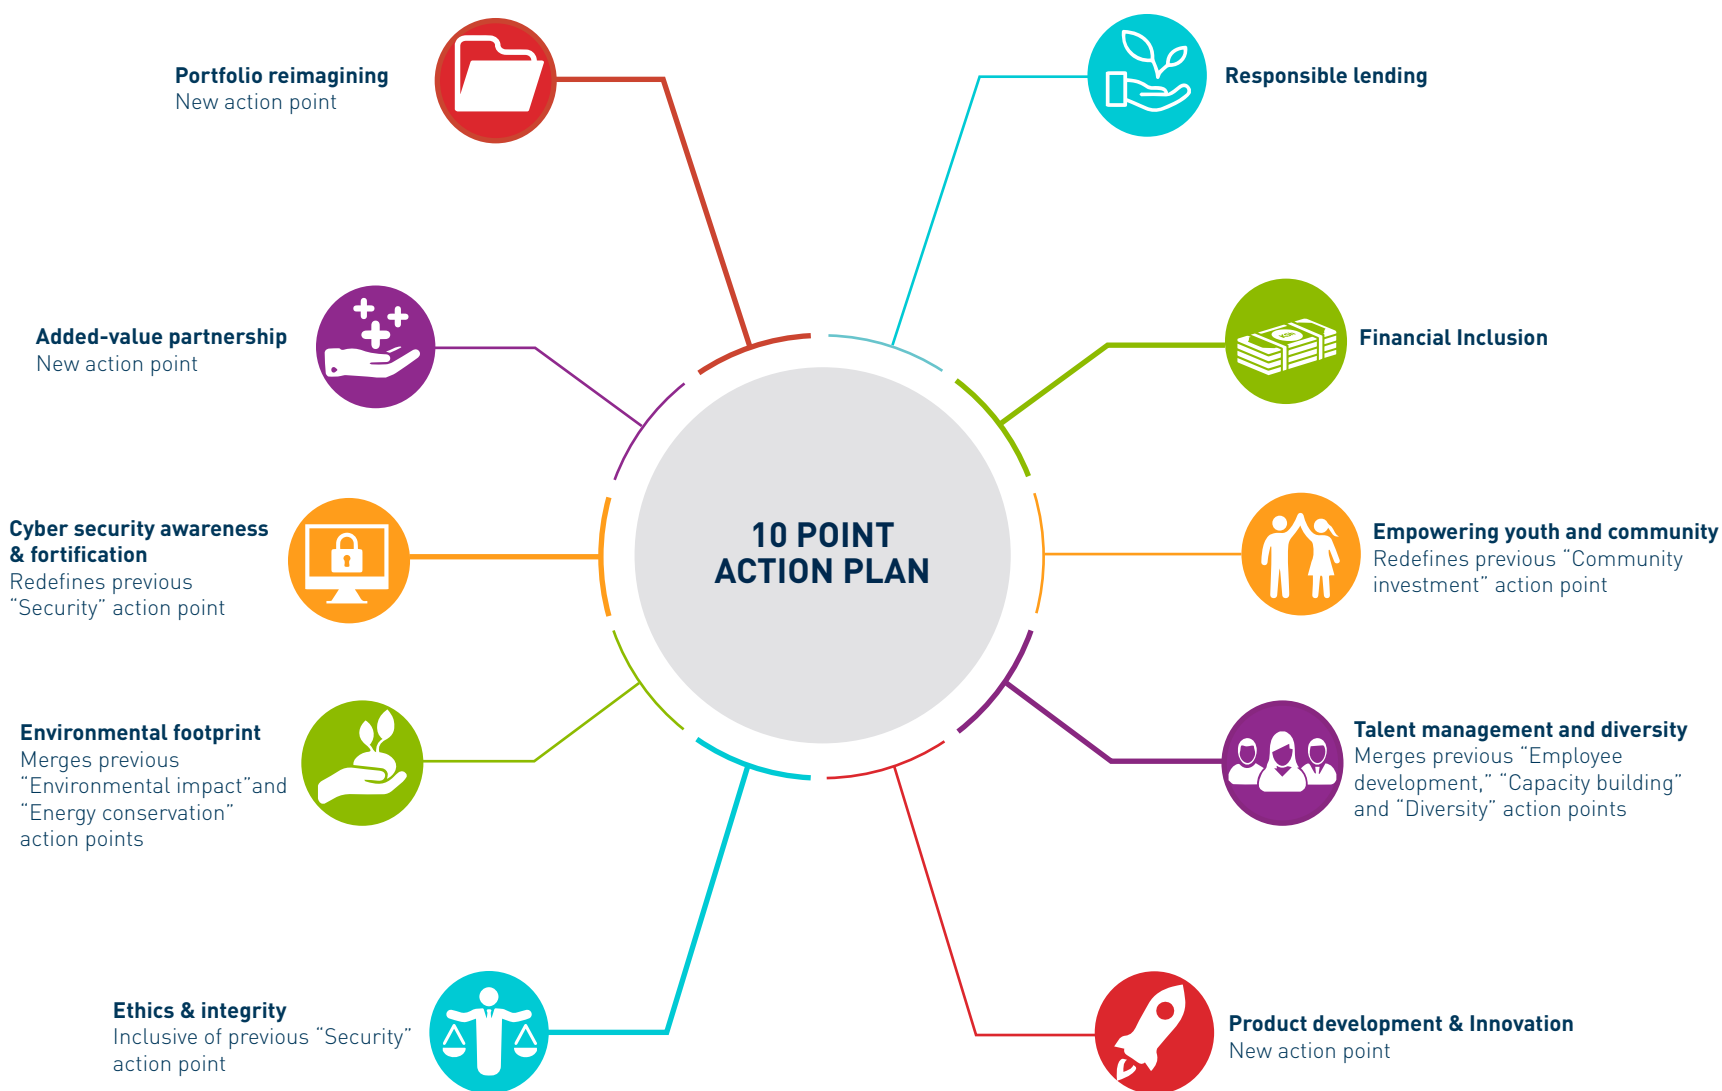 Portfolio reimagining
New action point
Responsible lending
Added-value partnership
New action point
Financial Inclusion
Cyber security awareness
& fortification
Redefines previous
“Security” action point
10 POINT
ACTION PLAN
Empowering youth and community
Redefines previous “Community
investment” action point
Environmental footprint
Merges previous
“Environmental impact”and
“Energy conservation”
action points
Talent management and diversity
Merges previous “Employee
development,” “Capacity building”
and “Diversity” action points
Ethics & integrity
Inclusive of previous “Security”
action point
Product development & Innovation
New action point